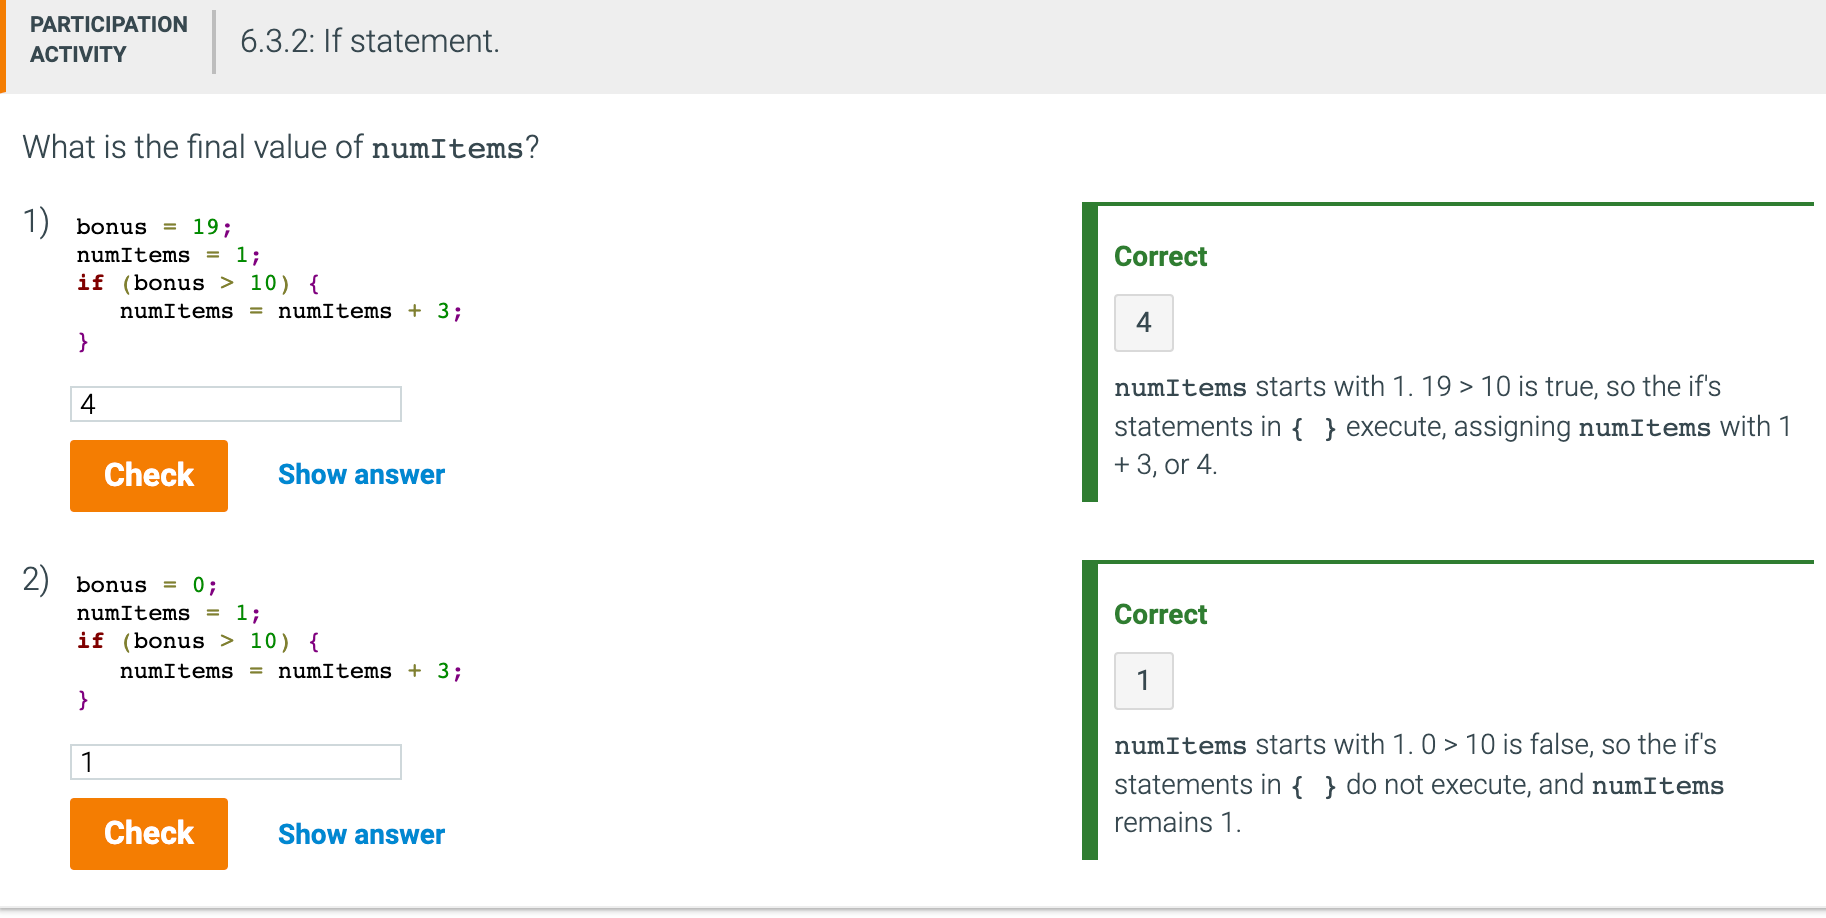 PARTICIPATION
ACTIVITY
6.3.2: If statement.
What is the final value of numItems?
1)
bonus = 19;
numItems = 1;
if (bonus > 10) {
   numItems = numItems + 3;
}
4
Check
Show answer
Correct
4
numItems starts with 1. 19 > 10 is true, so the if's
statements in { } execute, assigning numItems with 1
+ 3, or 4.
2)
bonus = 0;
numItems = 1;
if (bonus > 10) {
   numItems = numItems + 3;
}
1
Check
Show answer
Correct
1
numItems starts with 1. 0 > 10 is false, so the if's
statements in { } do not execute, and numItems
remains 1.